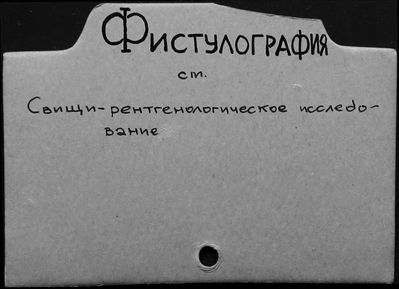 Фистулография
см.
Свищи-рентгенологическое исследо-
вание